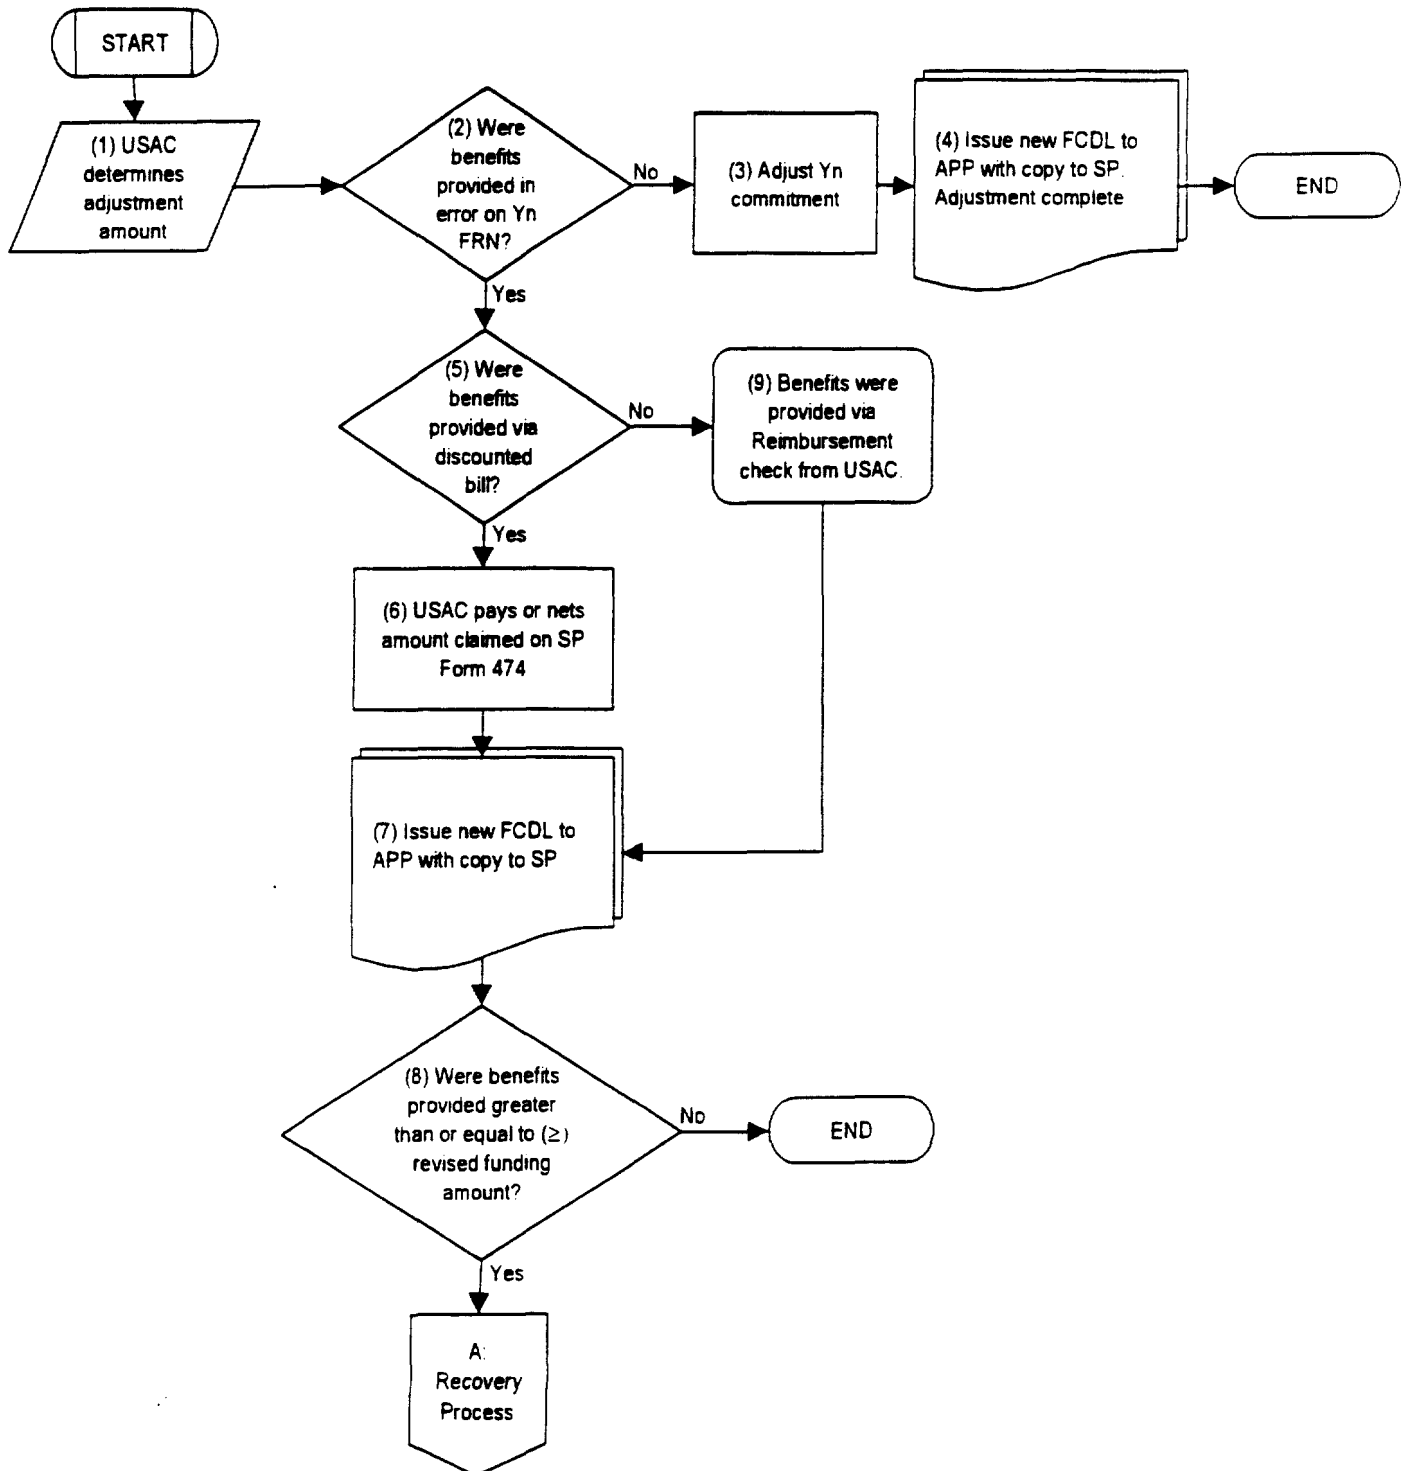 START
(1) USAC
determines
adjustment
amount
(2) Were
benefits
provided in
error on Yn
FRN?
No
(3) Adjust Yn
commitment
(4) Issue new FCDL to
APP with copy to SP.
Adjustment complete
END
Yes
(5) Were
benefits
provided via
discounted
bill?
No
(9) Benefits were
provided via
Reimbursement
check from USAC.
Yes
(6) USAC pays or nets
amount claimed on SP
Form 474
(7) Issue new FCDL to
APP with copy to SP
(8) Were benefits
provided greater
than or equal to (≥)
revised funding
amount?
No
END
Yes
A:
Recovery
Process